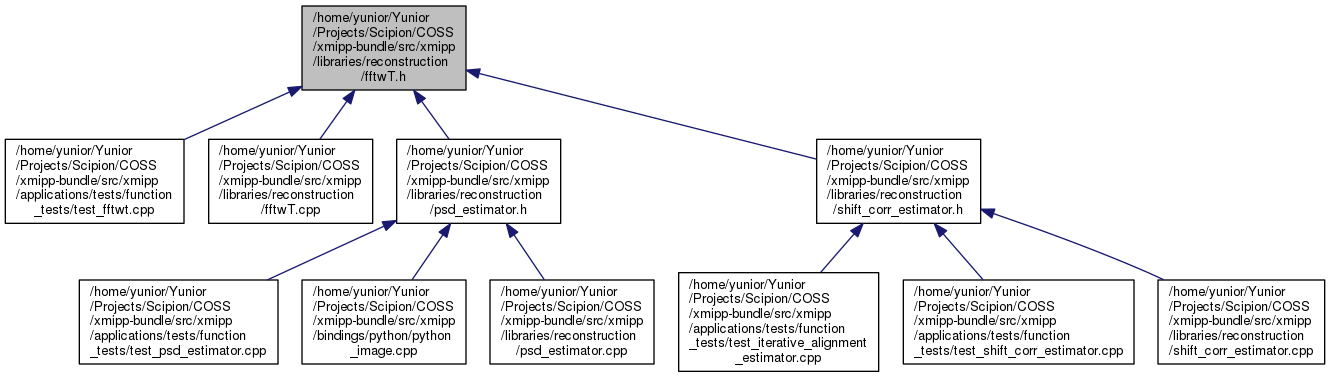 /home/yunior/Yunior
/Projects/Scipion/COSS
/xmipp-bundle/src/xmipp
/libraries/reconstruction
/fftwT.h
/home/yunior/Yunior
/Projects/Scipion/COSS
/xmipp-bundle/src/xmipp
/applications/tests/function
_tests/test_fftwt.cpp
/home/yunior/Yunior
/Projects/Scipion/COSS
/xmipp-bundle/src/xmipp
/libraries/reconstruction
/fftwT.cpp
/home/yunior/Yunior
/Projects/Scipion/COSS
/xmipp-bundle/src/xmipp
/libraries/reconstruction
/psd_estimator.h
/home/yunior/Yunior
/Projects/Scipion/COSS
/xmipp-bundle/src/xmipp
/libraries/reconstruction
/shift_corr_estimator.h
/home/yunior/Yunior
/Projects/Scipion/COSS
/xmipp-bundle/src/xmipp
/applications/tests/function
_tests/test_psd_estimator.cpp
/home/yunior/Yunior
/Projects/Scipion/COSS
/xmipp-bundle/src/xmipp
/bindings/python/python
_image.cpp
/home/yunior/Yunior
/Projects/Scipion/COSS
/xmipp-bundle/src/xmipp
/libraries/reconstruction
/psd_estimator.cpp
/home/yunior/Yunior
/Projects/Scipion/COSS
/xmipp-bundle/src/xmipp
/applications/tests/function
_tests/test_iterative_alignment
_estimator.cpp
/home/yunior/Yunior
/Projects/Scipion/COSS
/xmipp-bundle/src/xmipp
/applications/tests/function
_tests/test_shift_corr_estimator.cpp
/home/yunior/Yunior
/Projects/Scipion/COSS
/xmipp-bundle/src/xmipp
/libraries/reconstruction
/shift_corr_estimator.cpp